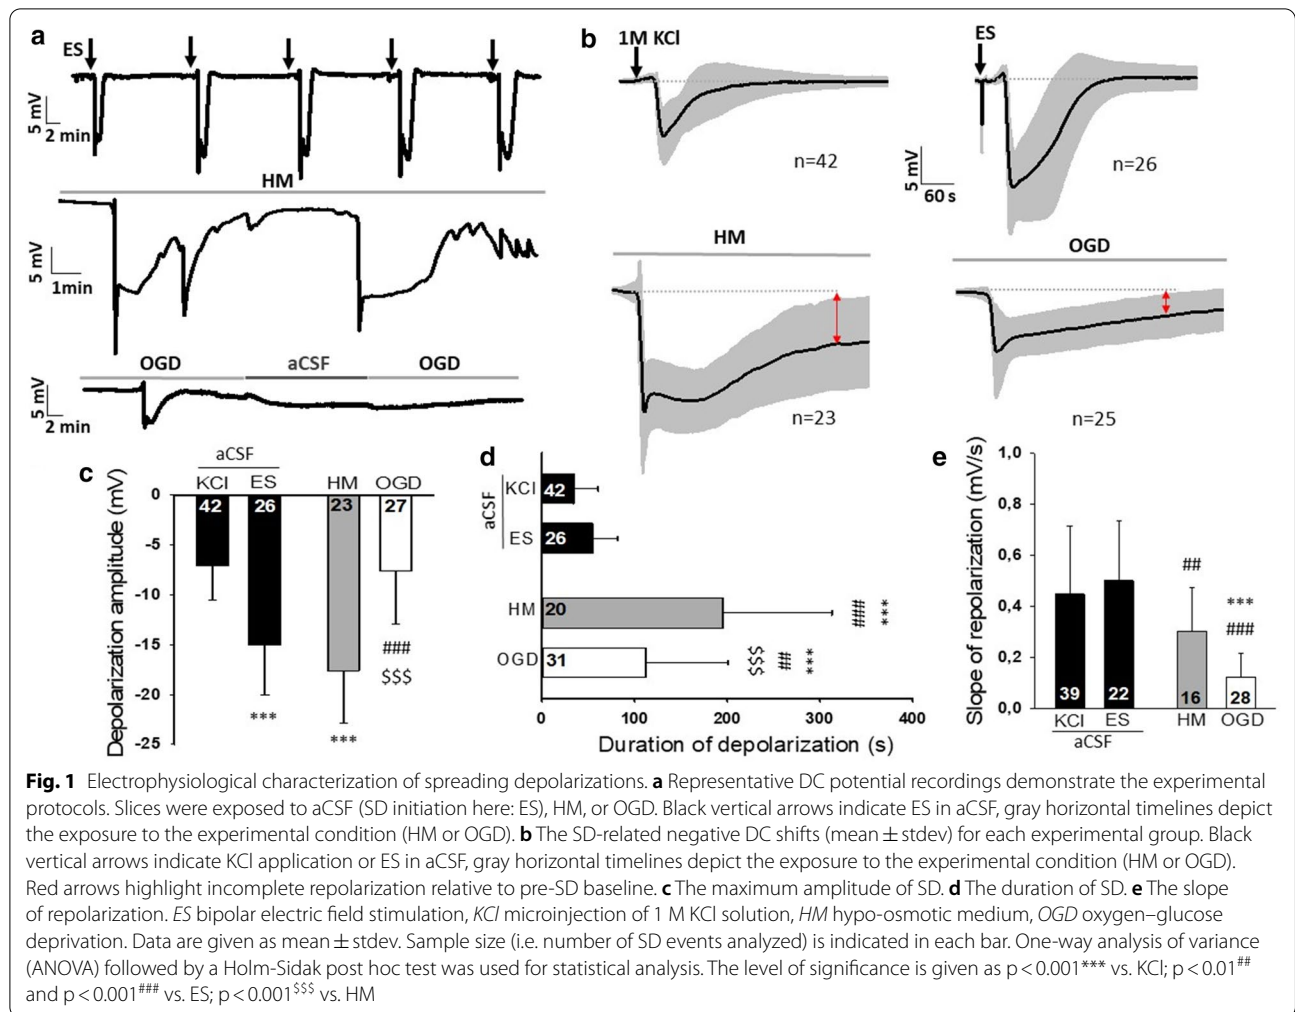 a
ES
5 mV
2 min
HM
5 mV
1min
OGD aCSF OGD
5 mV
2 min
b
1M KCl
n=42
ES
5 mV
60 s
n=26
HM
n=23
OGD
n=25
c
aCSF
KCl ES HM OGD
Depolarization amplitude (mV)
0
-5
-10
-15
-20
-25
42 26 23 27
***
***
###
$$$
d
aCSF
KCl
ES
HM
OGD
42
26
20
31
### ***
$$$ ## ***
0 100 200 300 400
Duration of depolarization (s)
e
Slope of repolarization (mV/s)
1,0
0,8
0,6
0,4
0,2
0,0
##
***
###
39 22 16 28
KCl ES HM OGD
aCSF
Fig. 1 Electrophysiological characterization of spreading depolarizations. a Representative DC potential recordings demonstrate the experimental
protocols. Slices were exposed to aCSF (SD initiation here: ES), HM, or OGD. Black vertical arrows indicate ES in aCSF, gray horizontal timelines depict
the exposure to the experimental condition (HM or OGD). b The SD-related negative DC shifts (mean ± stdev) for each experimental group. Black
vertical arrows indicate KCl application or ES in aCSF, gray horizontal timelines depict the exposure to the experimental condition (HM or OGD).
Red arrows highlight incomplete repolarization relative to pre-SD baseline. c The maximum amplitude of SD. d The duration of SD. e The slope
of repolarization. ES bipolar electric field stimulation, KCl microinjection of 1 M KCl solution, HM hypo-osmotic medium, OGD oxygen–glucose
deprivation. Data are given as mean ± stdev. Sample size (i.e. number of SD events analyzed) is indicated in each bar. One-way analysis of variance
(ANOVA) followed by a Holm-Sidak post hoc test was used for statistical analysis. The level of significance is given as p < 0.001*** vs. KCl; p < 0.01##
and p < 0.001### vs. ES; p < 0.001$$$ vs. HM